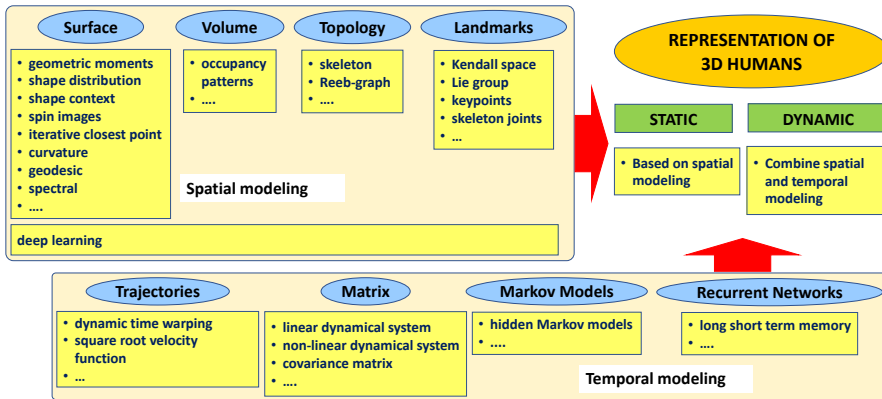 Surface
• geometric moments
• shape distribution
• shape context
• spin images
• iterative closest point
• curvature
• geodesic
• spectral
• ....
Volume
• occupancy
patterns
• ....
Topology
• skeleton
• Reeb-graph
• ....
Landmarks
• Kendall space
• Lie group
• keypoints
• skeleton joints
• ...
Spatial modeling
deep learning
REPRESENTATION OF
3D HUMANS
STATIC
• Based on spatial
modeling
DYNAMIC
• Combine spatial
and temporal
modeling
Trajectories
• dynamic time warping
• square root velocity
function
• ...
Matrix
• linear dynamical system
• non-linear dynamical system
• covariance matrix
• ....
Markov Models
• hidden Markov models
• ....
Recurrent Networks
• long short term memory
• ....
Temporal modeling